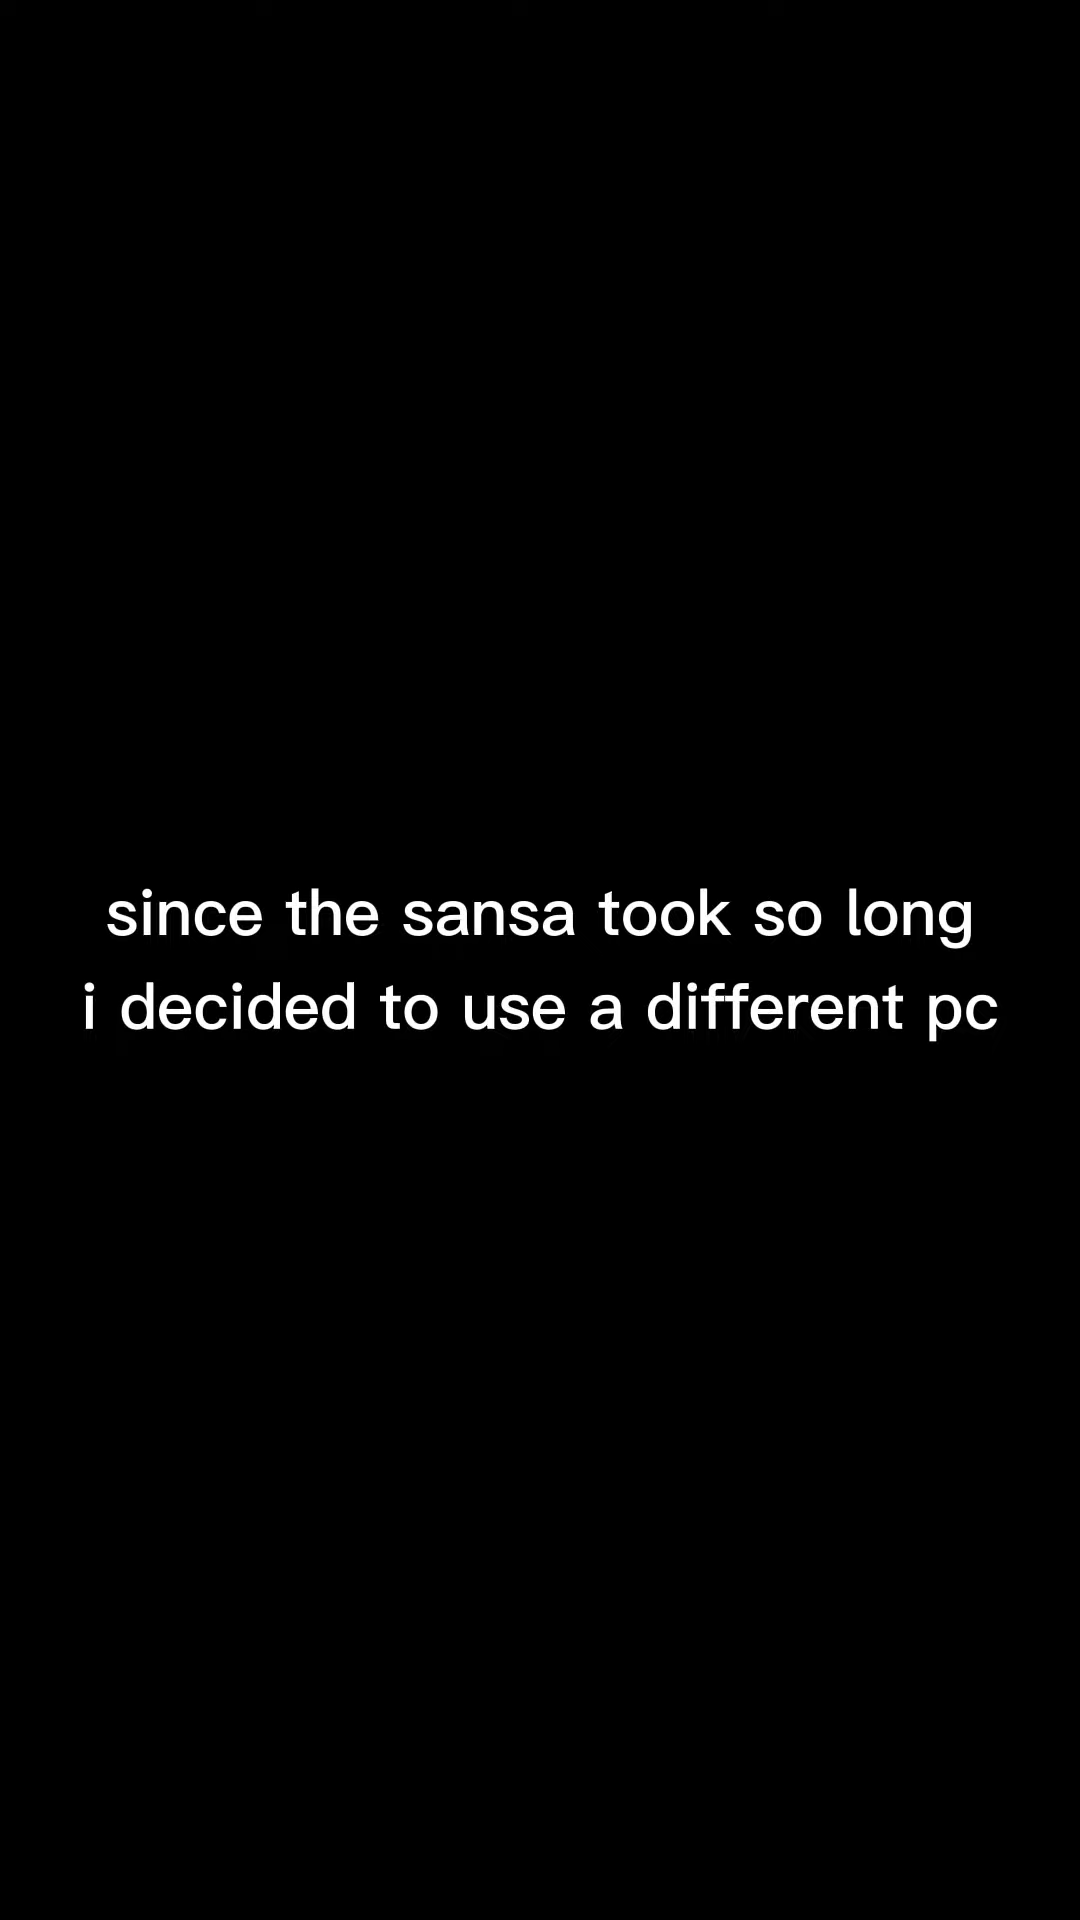 since the sansa took so long
i decided to use a different pc